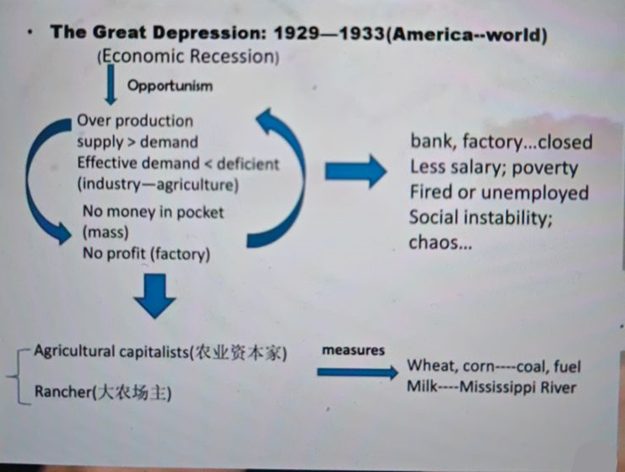 • The Great Depression: 1929—1933(America--world)
(Economic Recession)
Opportunism
Over production
supply > demand
Effective demand < deficient
(industry—agriculture)
No money in pocket
(mass)
No profit (factory)
bank, factory...closed
Less salary; poverty
Fired or unemployed
Social instability;
chaos...
Agricultural capitalists(农业资本家)
Rancher(大农场主)
measures
Wheat, corn----coal, fuel
Milk----Mississippi River